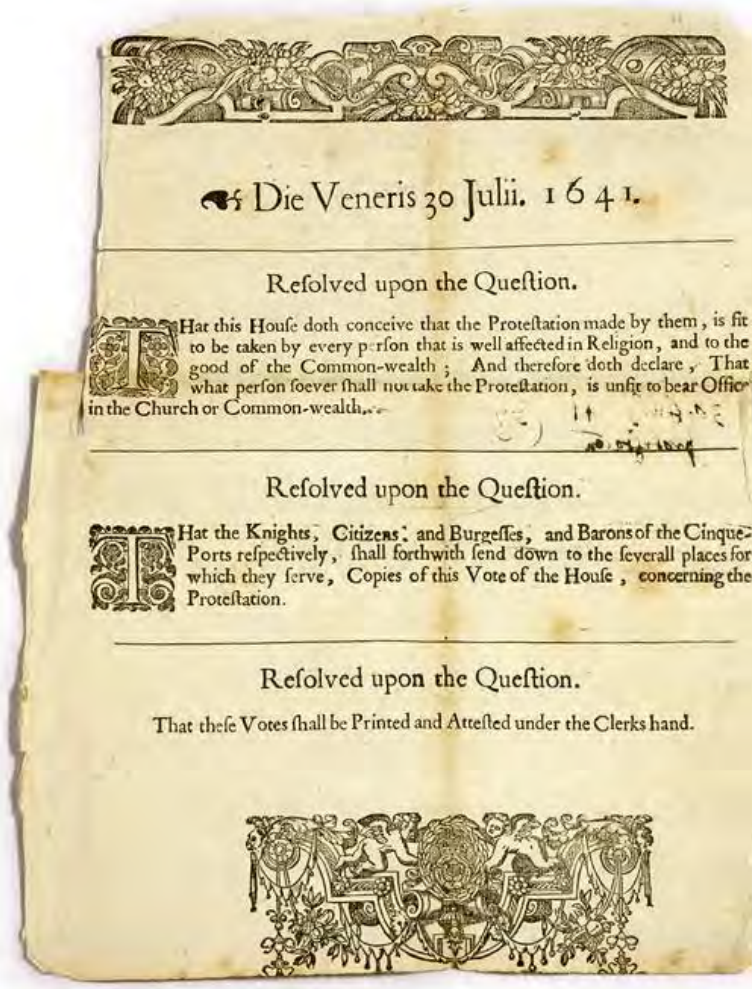 Die Veneris 30 Julii. 1641.
Reſolved upon the Queſtion.
THat this Houſe doth conceive that the Proteſtation made by them, is fit
to be taken by every perſon that is well affected in Religion, and to the
good of the Common-wealth; And therefore doth declare, That
what perſon ſoever ſhall not take the Proteſtation, is unfit to bear Office
in the Church or Common-wealth.
Reſolved upon the Queſtion.
THat the Knights, Citizens, and Burgeſſes, and Barons of the Cinque-
Ports reſpectively, ſhall forthwith ſend down to the ſeverall places for
which they ſerve, Copies of this Vote of the Houſe, concerning the
Proteſtation.
Reſolved upon the Queſtion.
That theſe Votes ſhall be Printed and Atteſted under the Clerks hand.